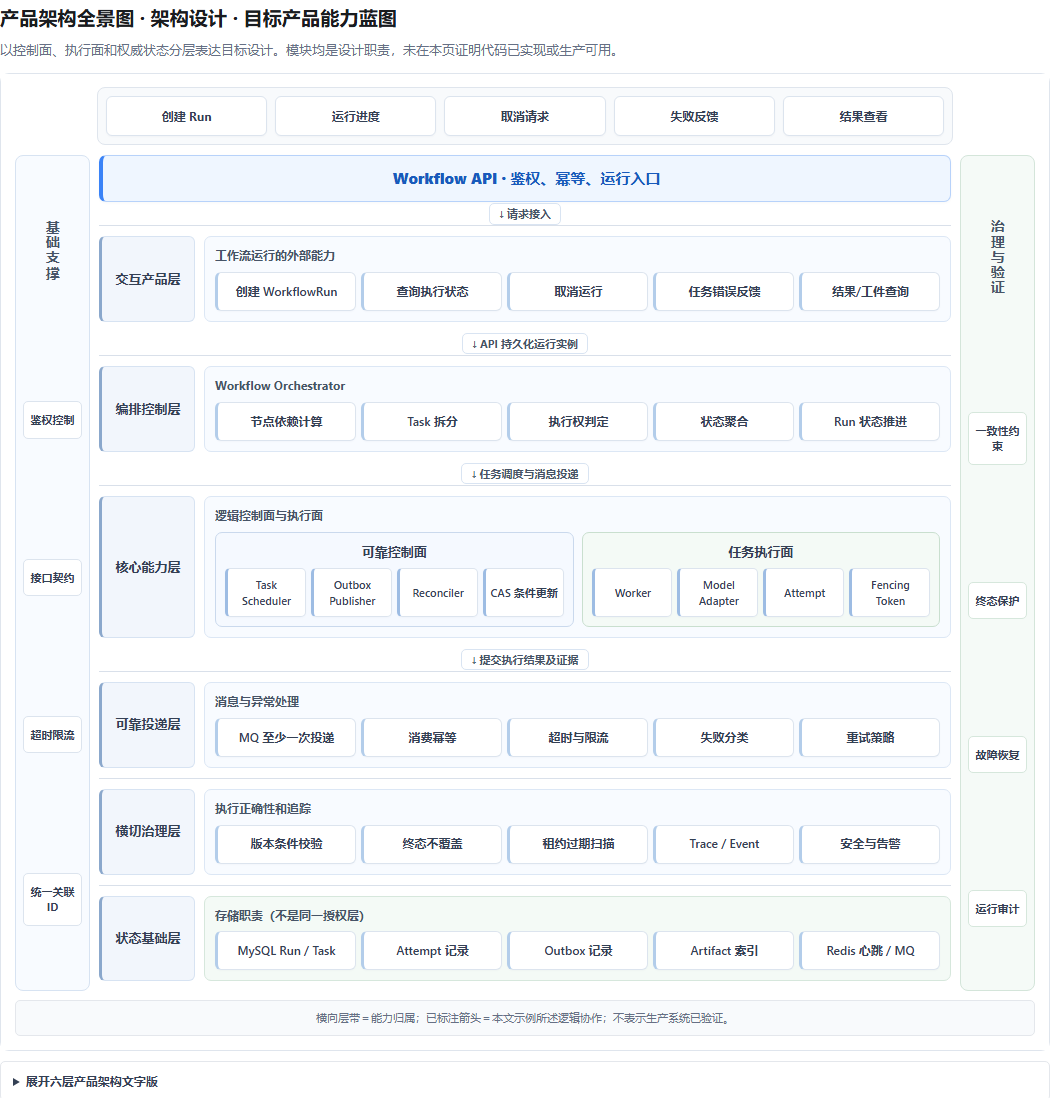 产品架构全景图 · 架构设计 · 目标产品能力蓝图
以控制面、执行面和权威状态分层表达目标设计。模块均是设计职责，未在本页证明代码已实现或生产可用。
创建 Run
运行进度
取消请求
失败反馈
结果查看
基础支撑
鉴权控制
接口契约
超时限流
统一关联
ID
Workflow API · 鉴权、幂等、运行入口
↓ 请求接入
交互产品层
工作流运行的外部能力
创建 WorkflowRun
查询执行状态
取消运行
任务错误反馈
结果/工件查询
↓ API 持久化运行实例
编排控制层
Workflow Orchestrator
节点依赖计算
Task 拆分
执行权判定
状态聚合
Run 状态推进
↓ 任务调度与消息投递
核心能力层
逻辑控制面与执行面
可靠控制面
Task
Scheduler
Outbox
Publisher
Reconciler
CAS 条件更新
任务执行面
Worker
Model
Adapter
Attempt
Fencing
Token
↓ 提交执行结果及证据
可靠投递层
消息与异常处理
MQ 至少一次投递
消费幂等
超时与限流
失败分类
重试策略
横切治理层
执行正确性和追踪
版本条件校验
终态不覆盖
租约过期扫描
Trace / Event
安全与告警
状态基础层
存储职责（不是同一授权层）
MySQL Run / Task
Attempt 记录
Outbox 记录
Artifact 索引
Redis 心跳 / MQ
治理与验证
一致性约
束
终态保护
故障恢复
运行审计
横向层带＝能力归属；已标注箭头＝本文示例所述逻辑协作；不表示生产系统已验证。
▶ 展开六层产品架构文字版